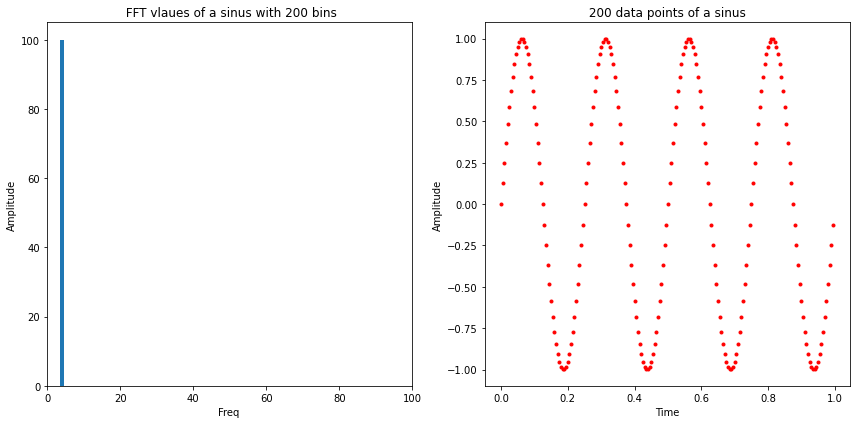 FFT vlaues of a sinus with 200 bins
100
80
60
40
20
0
Amplitude
0 20 40 60 80 100
Freq
200 data points of a sinus
1.00
0.75
0.50
0.25
0.00
−0.25
−0.50
−0.75
−1.00
Amplitude
0.0 0.2 0.4 0.6 0.8 1.0
Time